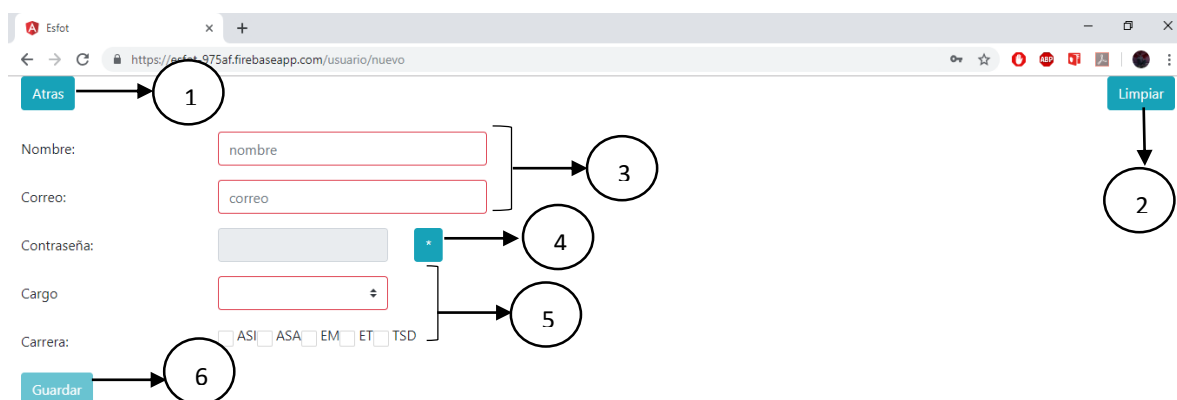 Esfot
https://esfot-975af.firebaseapp.com/usuario/nuevo
ABP
Atras
1
Limpiar
2
Nombre:
nombre
3
Correo:
correo
Contraseña:
*
4
Cargo
5
Carrera:
ASI ASA EM ET TSD
Guardar
6